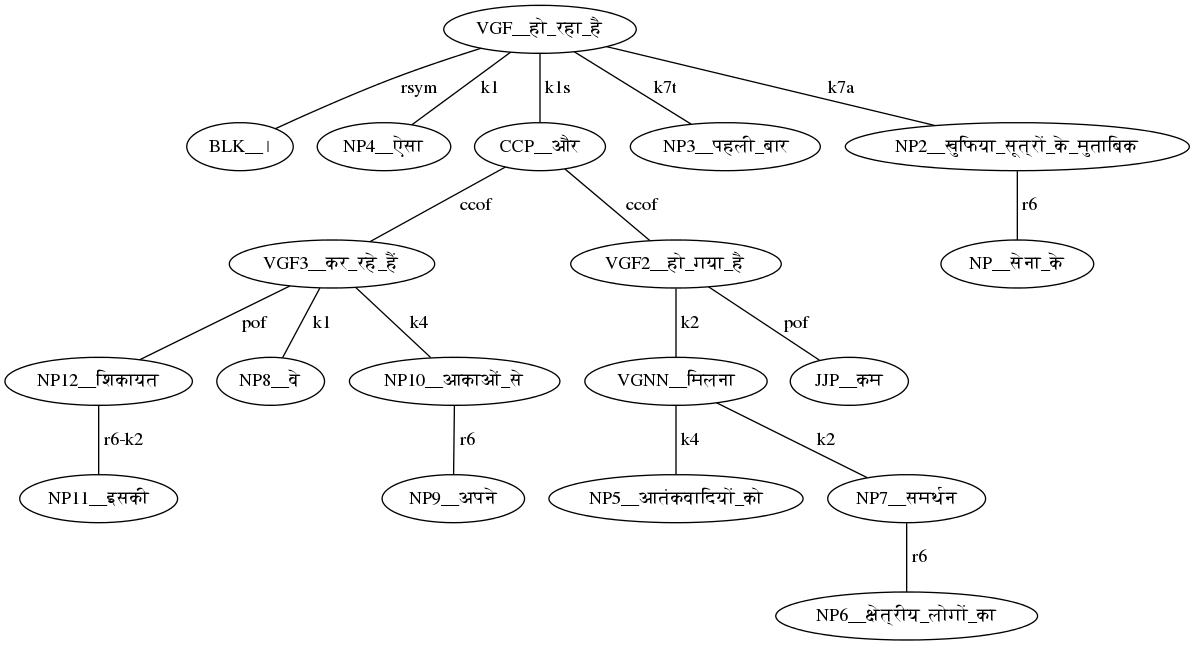 VGF__हो_रहा_है
rsym k1 k1s k7t k7a
BLK__। NP4__ऐसा CCP__और NP3__पहली_बार NP2__खुफिया_सूत्रों_के_मुताबिक
ccof ccof r6
VGF3__कर_रहे_हैं VGF2__हो_गया_है NP__सेना_के
pof k1 k4 k2 pof
NP12__शिकायत NP8__वे NP10__आकाओं_से VGNN__मिलना JJP__कम
r6-k2 r6 k4 k2
NP11__इसकी NP9__अपने NP5__आतंकवादियों_को NP7__समर्थन
r6
NP6__क्षेत्रीय_लोगों_का